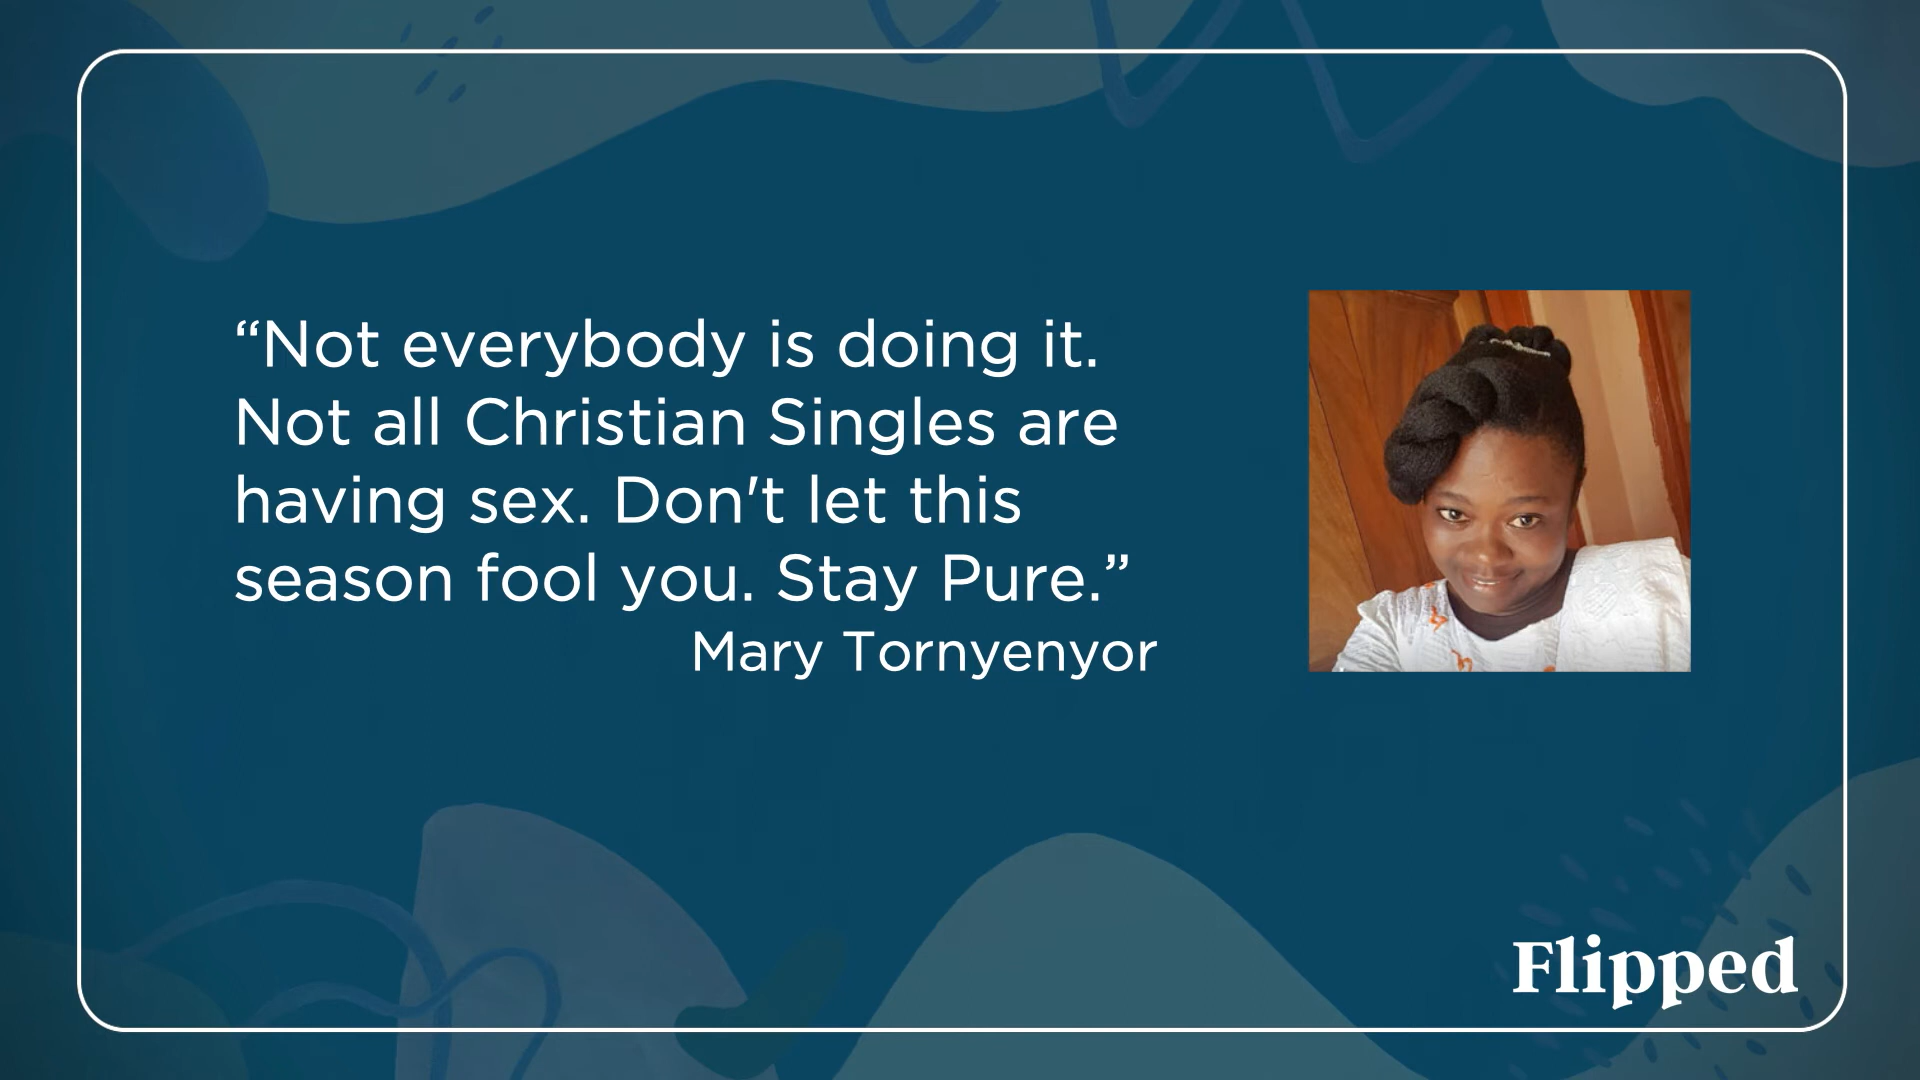 “Not everybody is doing it.
Not all Christian Singles are
having sex. Don't let this
season fool you. Stay Pure.”
Mary Tornyenyor
Flipped